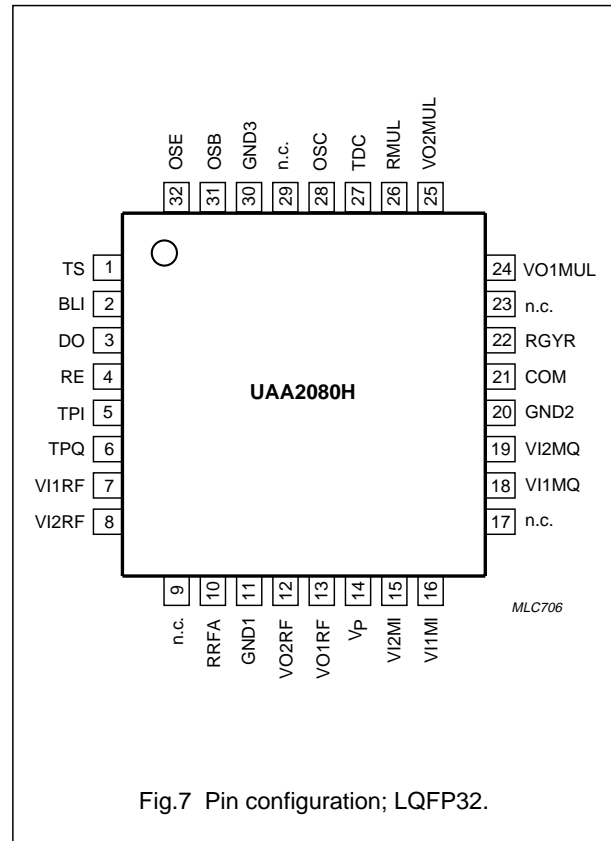 OSE
OSB
GND3
n.c.
OSC
TDC
RMUL
VO2MUL
32
31
30
29
28
27
26
25
TS 1
BLI 2
DO 3
RE 4
TPI 5
TPQ 6
VI1RF 7
VI2RF 8
UAA2080H
24 VO1MUL
23 n.c.
22 RGYR
21 COM
20 GND2
19 VI2MQ
18 VI1MQ
17 n.c.
9
10
11
12
13
14
15
16
n.c.
RRFA
GND1
VO2RF
VO1RF
VP
VI2MI
VI1MI
MLC706
Fig.7 Pin configuration; LQFP32.